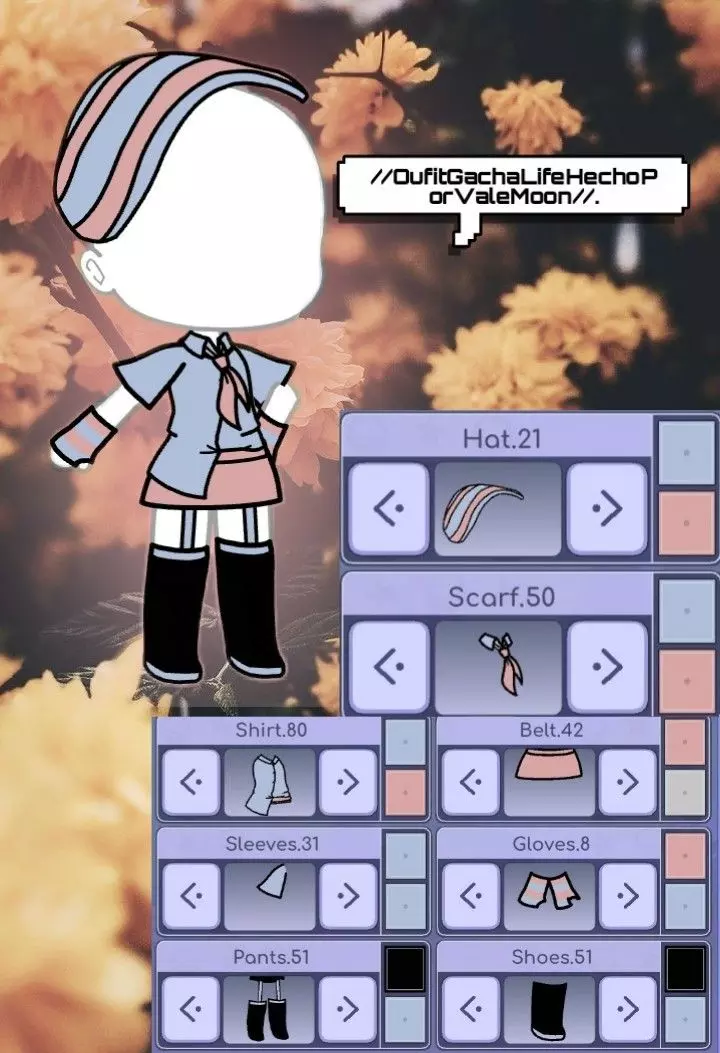 //OufitGachaLifeHechoP
orValeMoon//.
Hat.21
Scarf.50
Shirt.80
Belt.42
Sleeves.31
Gloves.8
Pants.51
Shoes.51